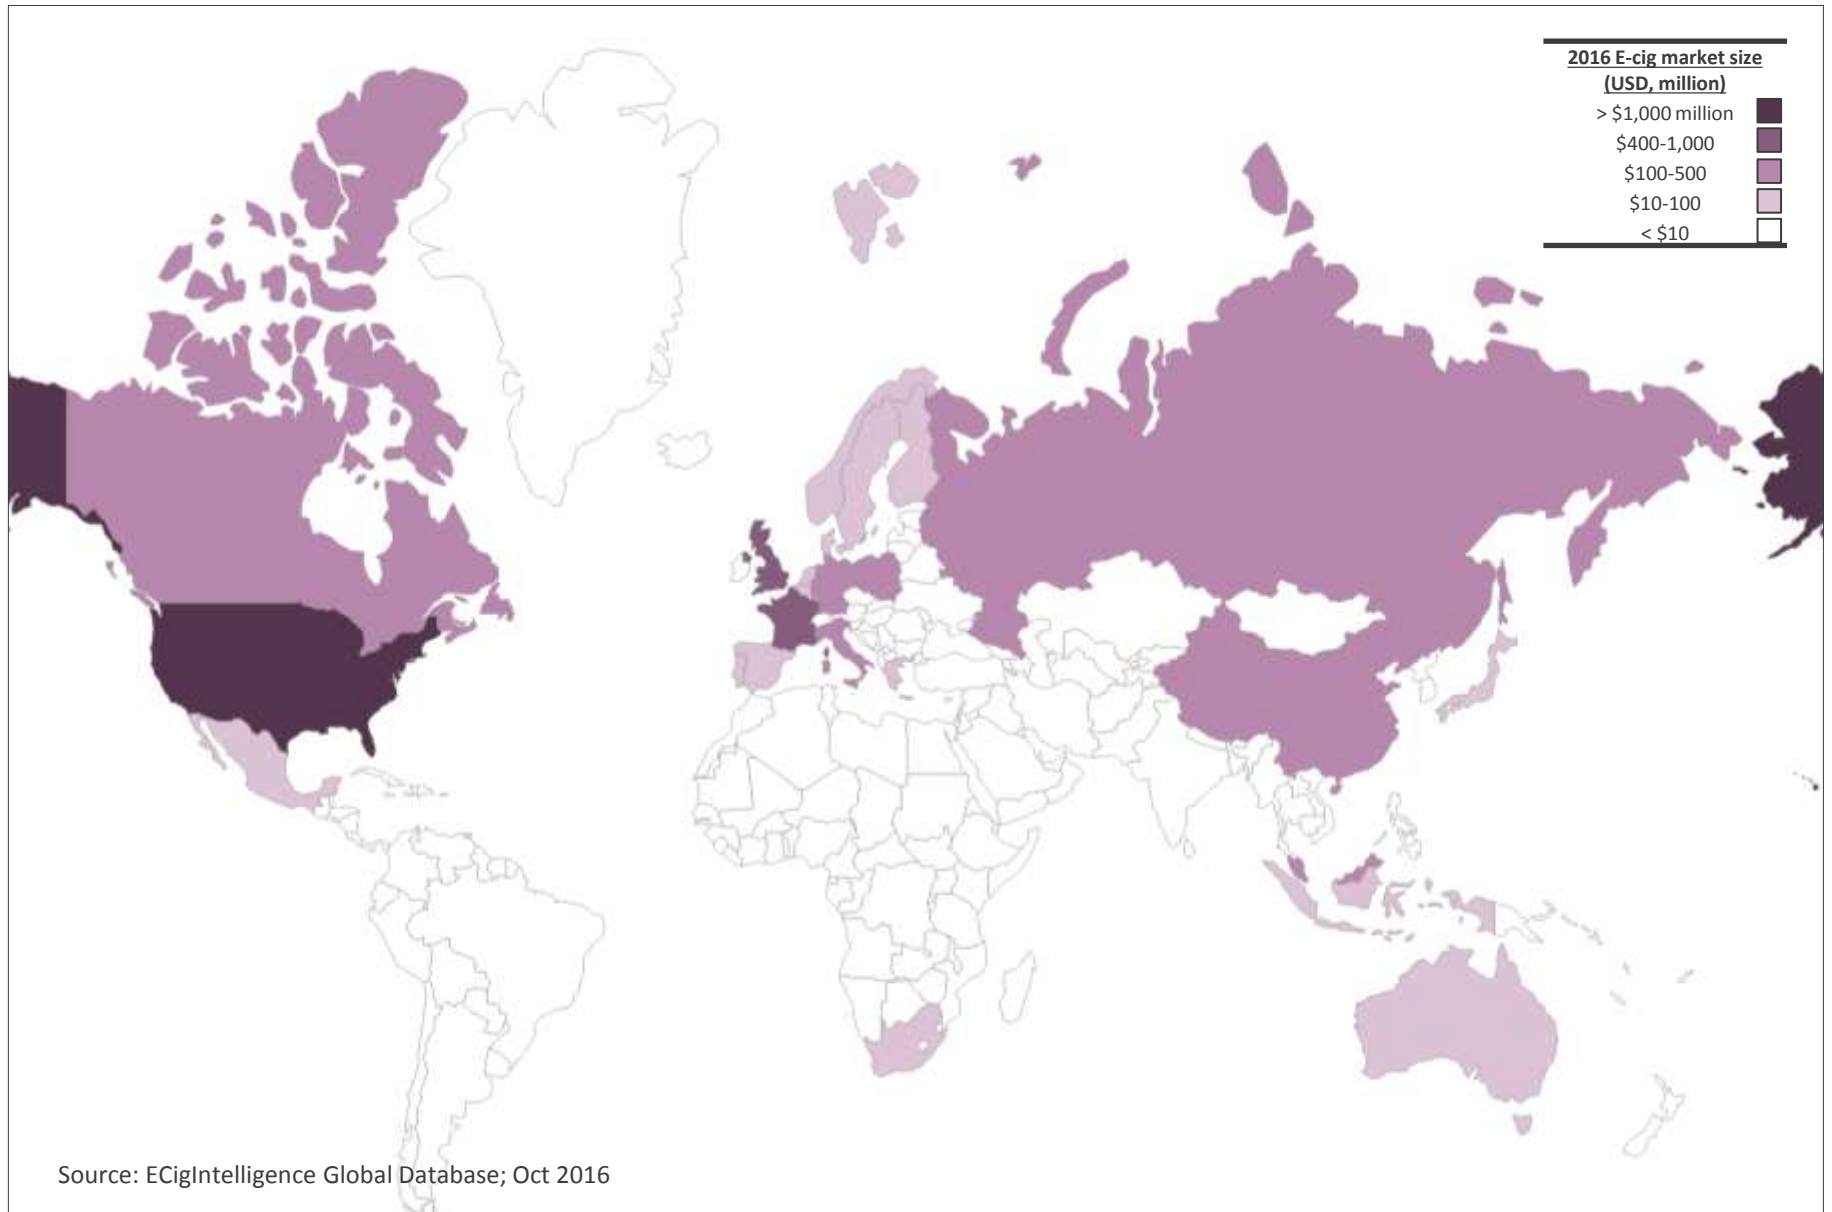 2016 E-cig market size
(USD, million)
> $1,000 million
$400-1,000
$100-500
$10-100
< $10
Source: ECigIntelligence Global Database; Oct 2016